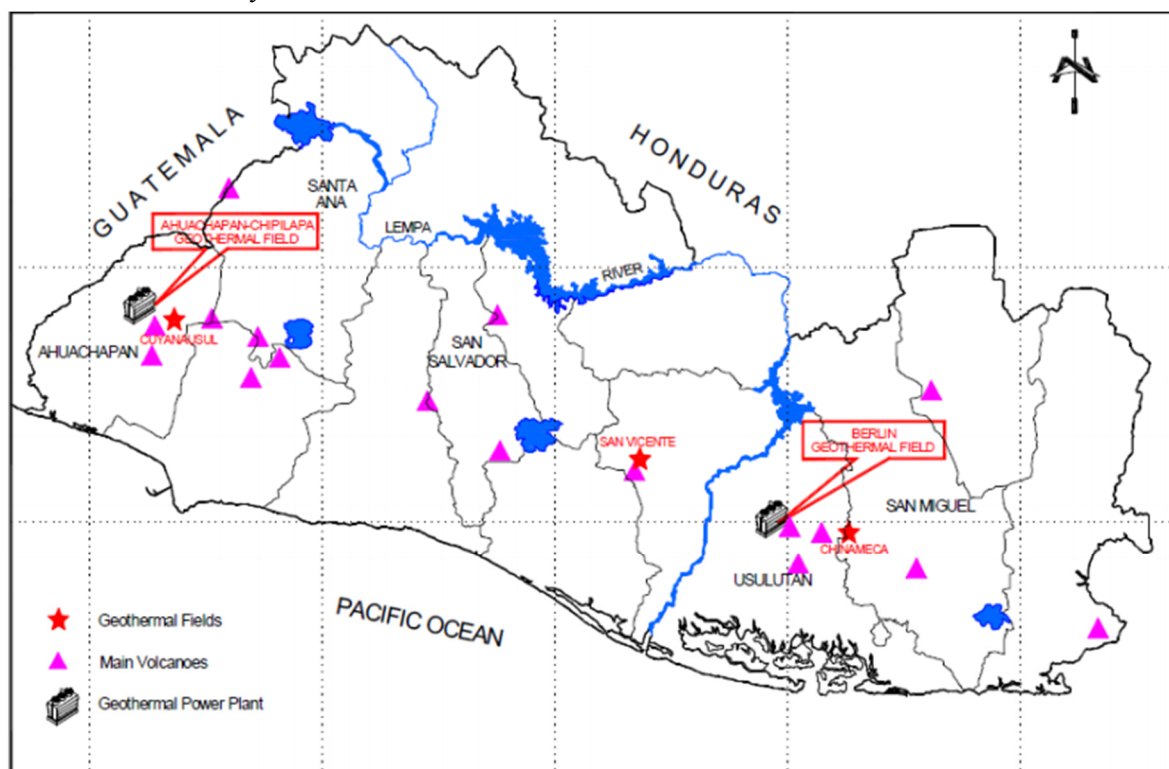 GUATEMALA
HONDURAS
N
SANTA
ANA
AHUACHAPAN-CHIPILAPA
GEOTHERMAL FIELD
LEMPA
RIVER
CUYANAUSUL
AHUACHAPAN
SAN
SALVADOR
SAN VICENTE
BERLIN
GEOTHERMAL FIELD
SAN MIGUEL
CHINAMECA
USULUTAN
PACIFIC OCEAN
Geothermal Fields
Main Volcanoes
Geothermal Power Plant